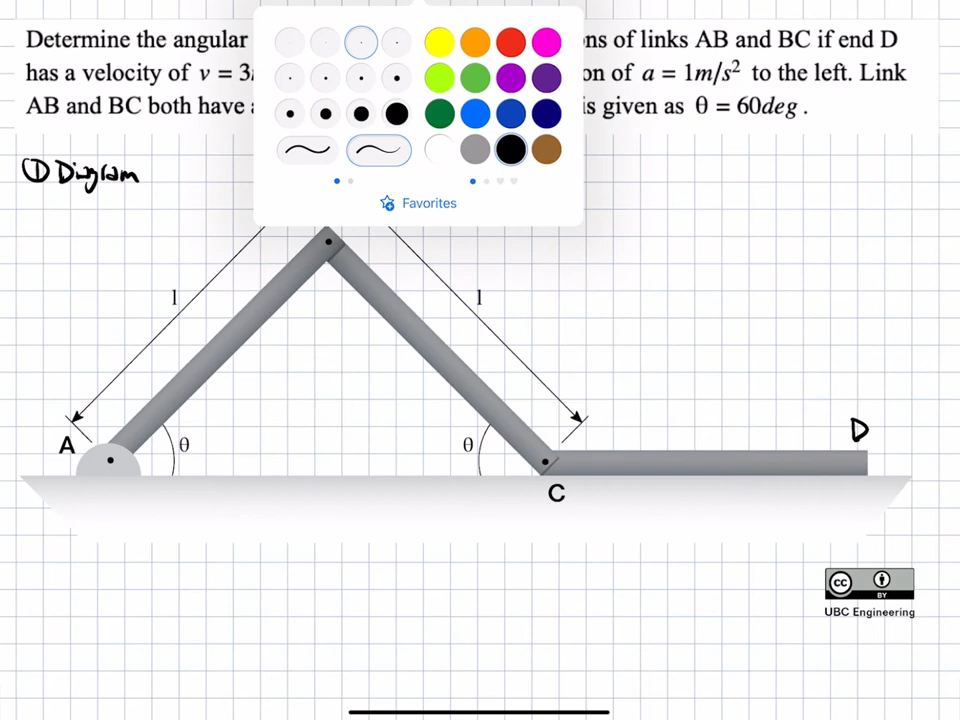 Determine the angular ns of links AB and BC if end D
has a velocity of v = 3 on of a = 1m/s² to the left. Link
AB and BC both have is given as θ = 60deg .
① Diagram
Favorites
l
l
A
θ
θ
D
C
cc
BY
UBC Engineering